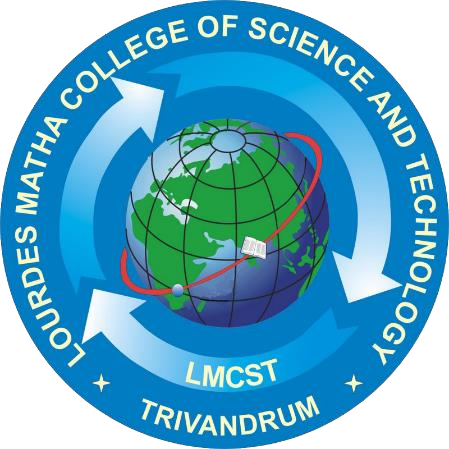 LOURDES MATHA COLLEGE OF SCIENCE AND TECHNOLOGY
LMCST
TRIVANDRUM